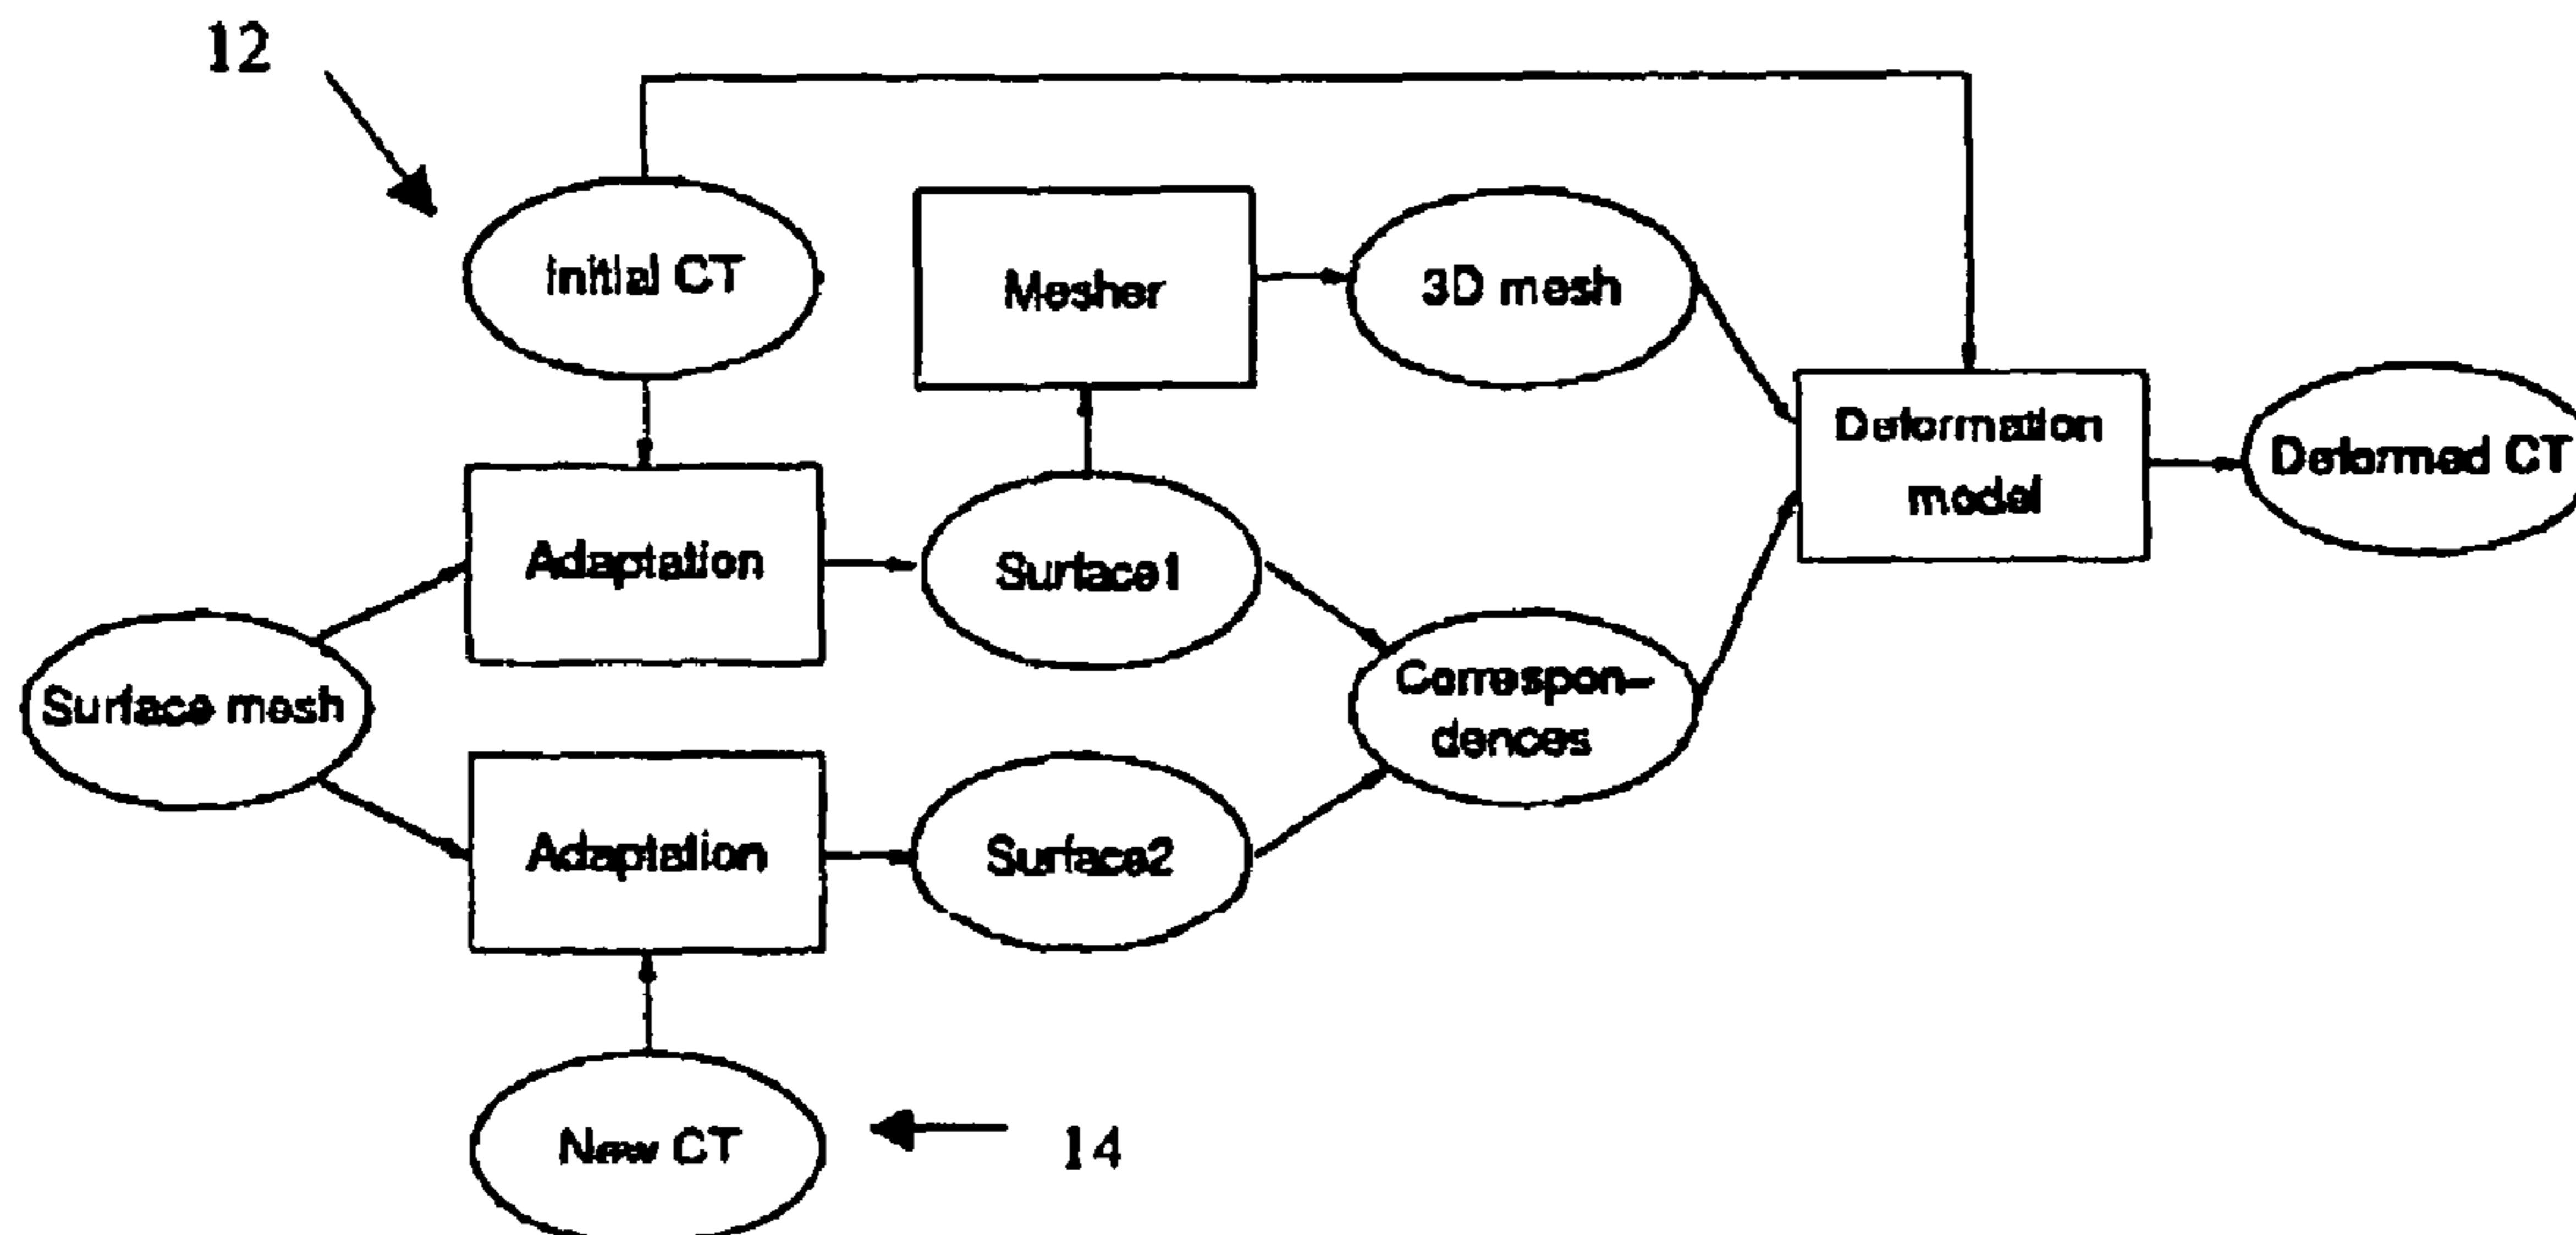 12
Initial CT
Mesher
3D mesh
Deformation
model
Deformed CT
Adaptation
Surface1
Surface mesh
Correspon-
dences
Adaptation
Surface2
New CT
14